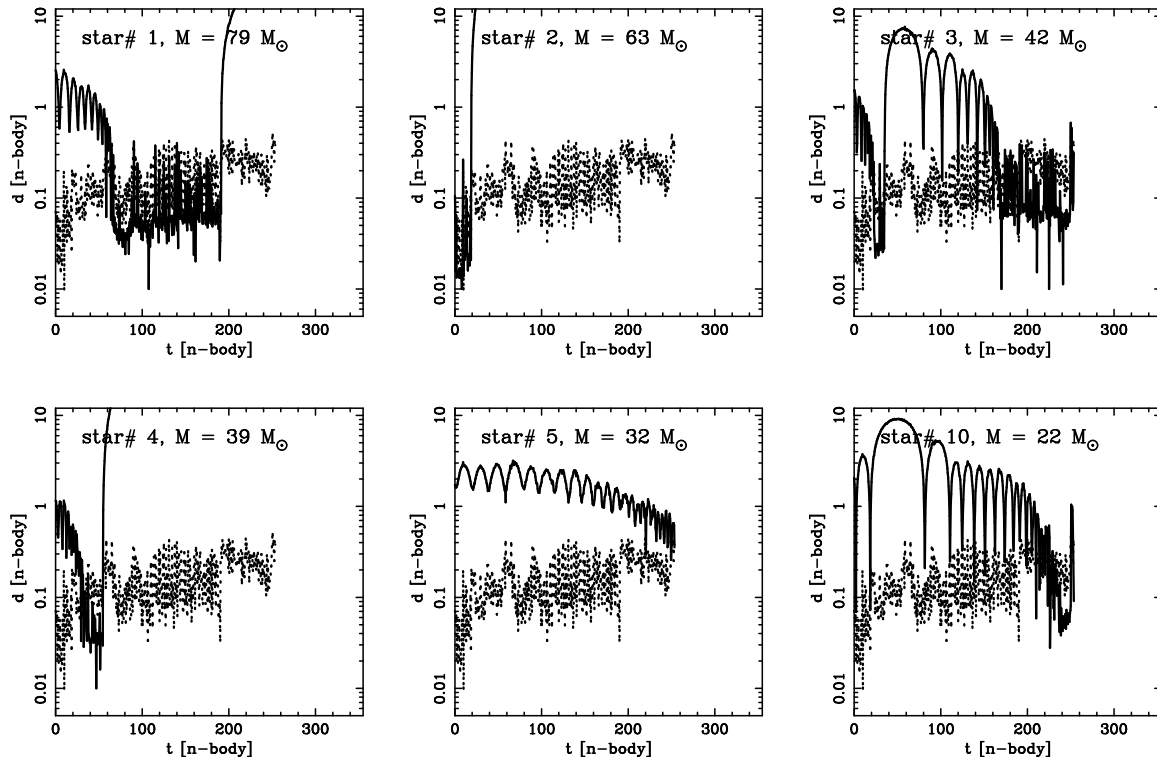 star# 1, M = 79 M⊙
d [n-body]
10
1
0.1
0.01
0 100 200 300
t [n-body]
star# 2, M = 63 M⊙
d [n-body]
10
1
0.1
0.01
0 100 200 300
t [n-body]
star# 3, M = 42 M⊙
d [n-body]
10
1
0.1
0.01
0 100 200 300
t [n-body]
star# 4, M = 39 M⊙
d [n-body]
10
1
0.1
0.01
0 100 200 300
t [n-body]
star# 5, M = 32 M⊙
d [n-body]
10
1
0.1
0.01
0 100 200 300
t [n-body]
star# 10, M = 22 M⊙
d [n-body]
10
1
0.1
0.01
0 100 200 300
t [n-body]